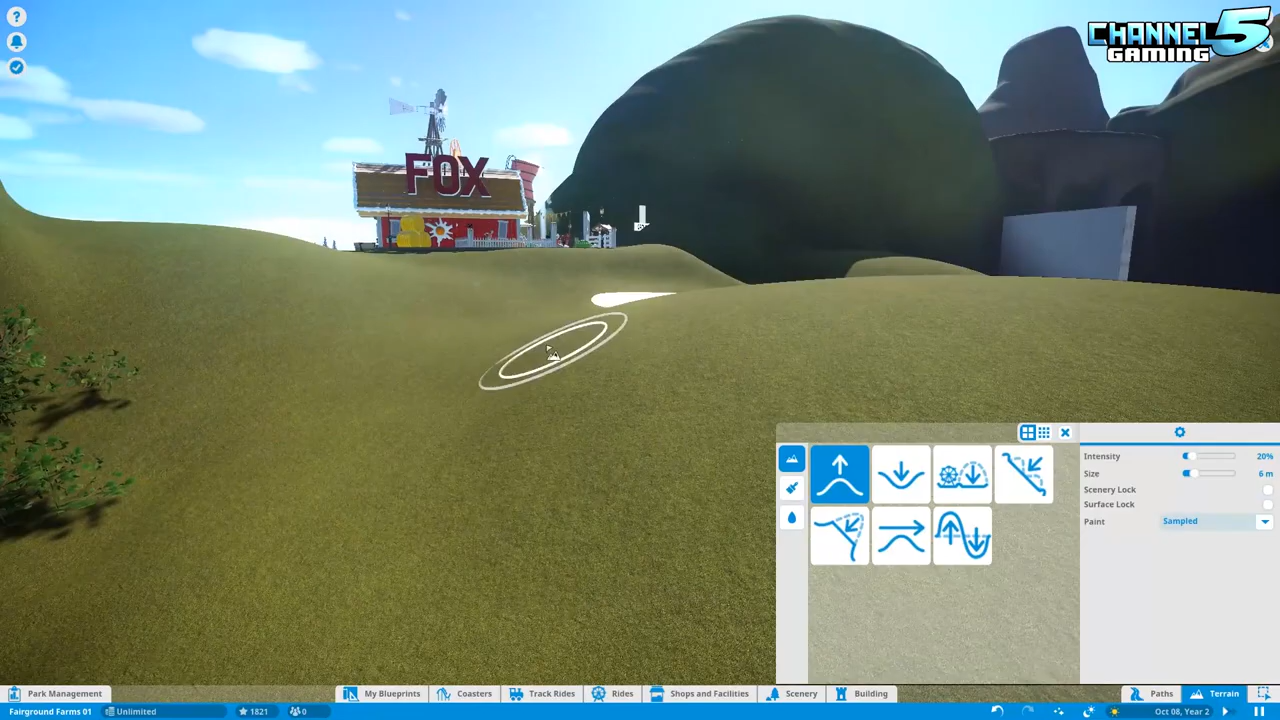 ?
CHANNEL 5
GAMING
FOX
Intensity 20%
Size 6 m
Scenery Lock
Surface Lock
Paint Sampled
Park Management My Blueprints Coasters Track Rides Rides Shops and Facilities Scenery Building Paths Terrain
Fairground Farms 01 Unlimited 1821 0 Oct 08, Year 2